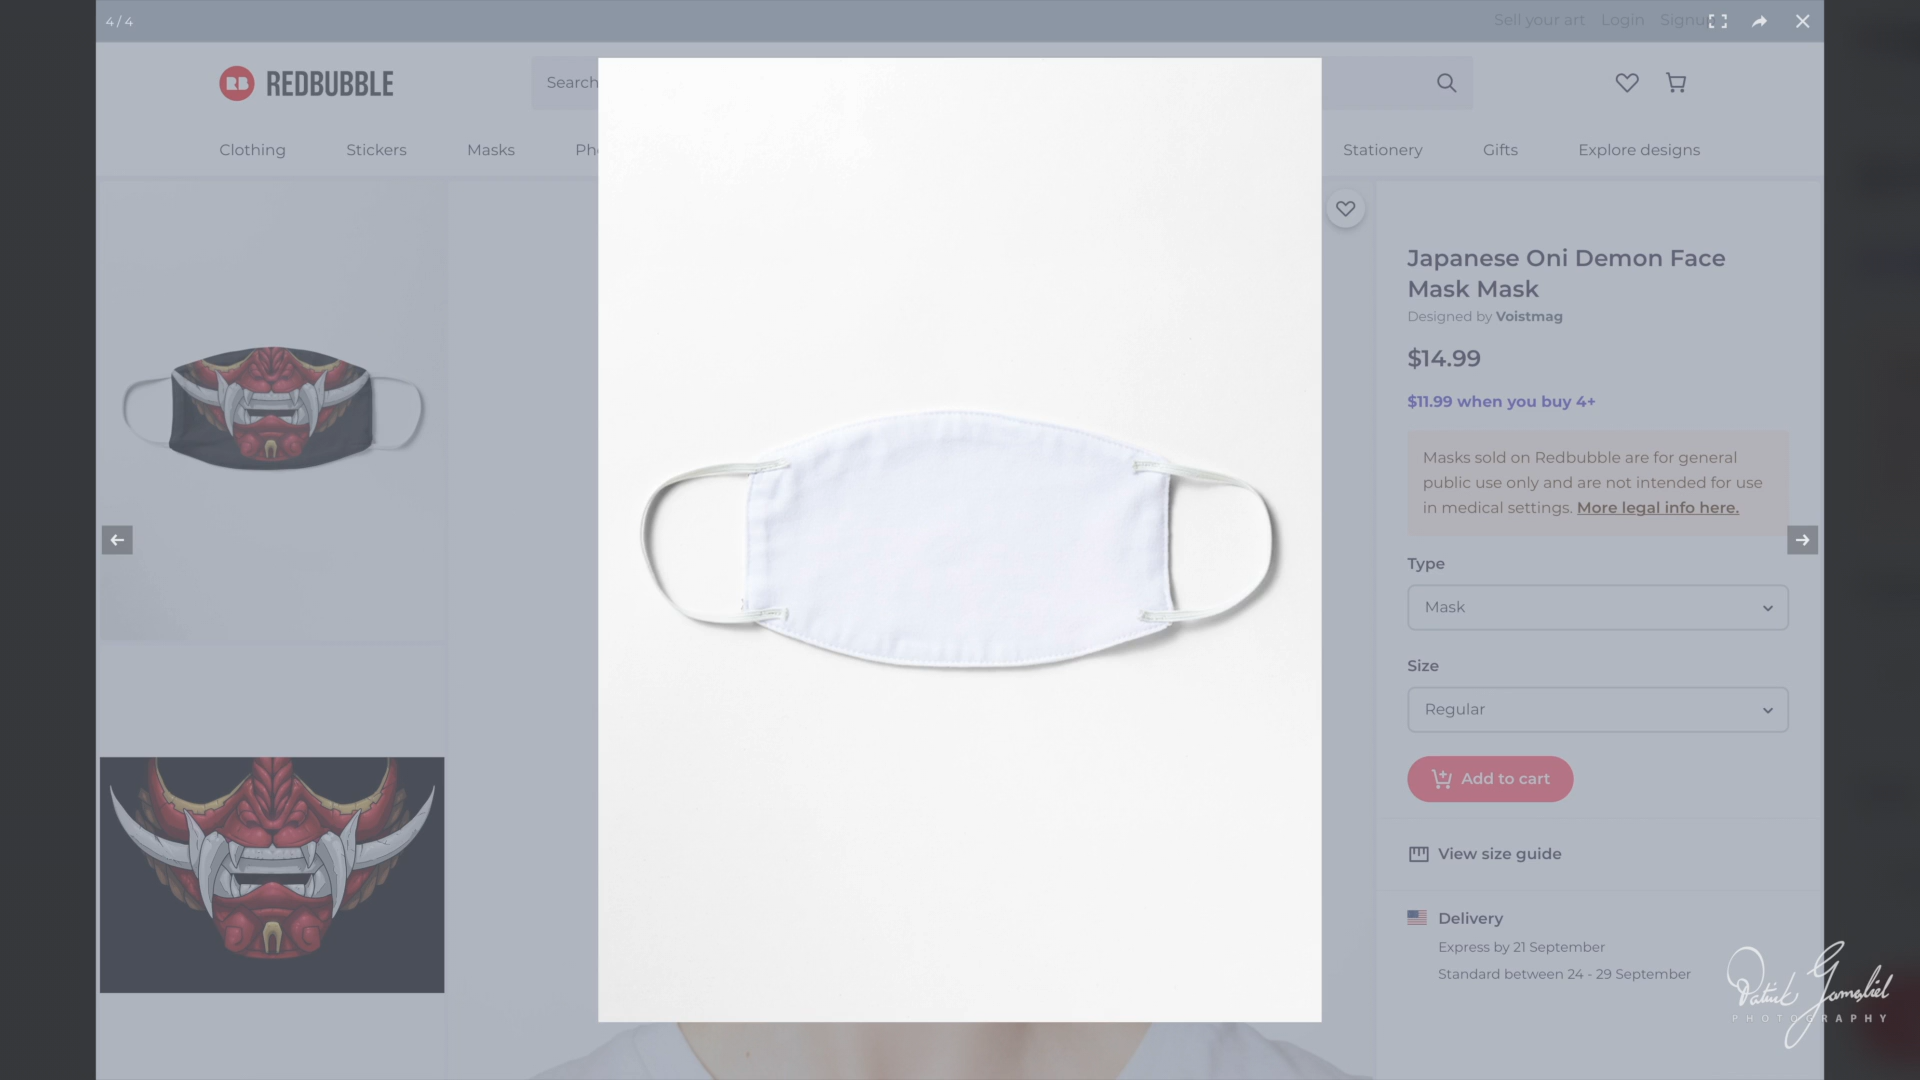 4 / 4
Sell your art Login Signup
RB REDBUBBLE
Search
Clothing Stickers Masks Stationery Gifts Explore designs
Japanese Oni Demon Face
Mask Mask
Designed by Voistmag
$14.99
$11.99 when you buy 4+
Masks sold on Redbubble are for general
public use only and are not intended for use
in medical settings. More legal info here.
Type
Mask
Size
Regular
Add to cart
View size guide
Delivery
Express by 21 September
Standard between 24 - 29 September
Patrick Gamaliel
PHOTOGRAPHY